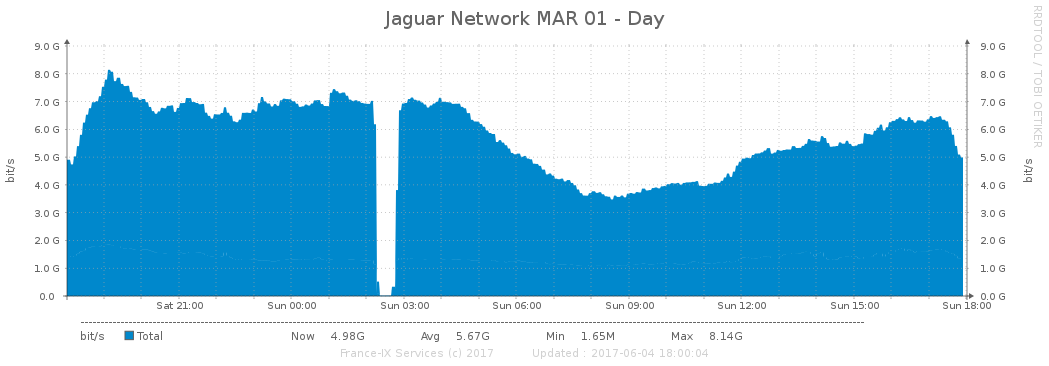 Jaguar Network MAR 01 - Day
RRDTOOL / TOBI OETIKER
bit/s
9.0 G 9.0 G
8.0 G 8.0 G
7.0 G 7.0 G
6.0 G 6.0 G
5.0 G 5.0 G
4.0 G 4.0 G
3.0 G 3.0 G
2.0 G 2.0 G
1.0 G 1.0 G
0.0 0.0 G
bit/s
Sat 21:00 Sun 00:00 Sun 03:00 Sun 06:00 Sun 09:00 Sun 12:00 Sun 15:00 Sun 18:00
bit/s Total Now 4.98G Avg 5.67G Min 1.65M Max 8.14G
France-IX Services (c) 2017 Updated : 2017-06-04 18:00:04